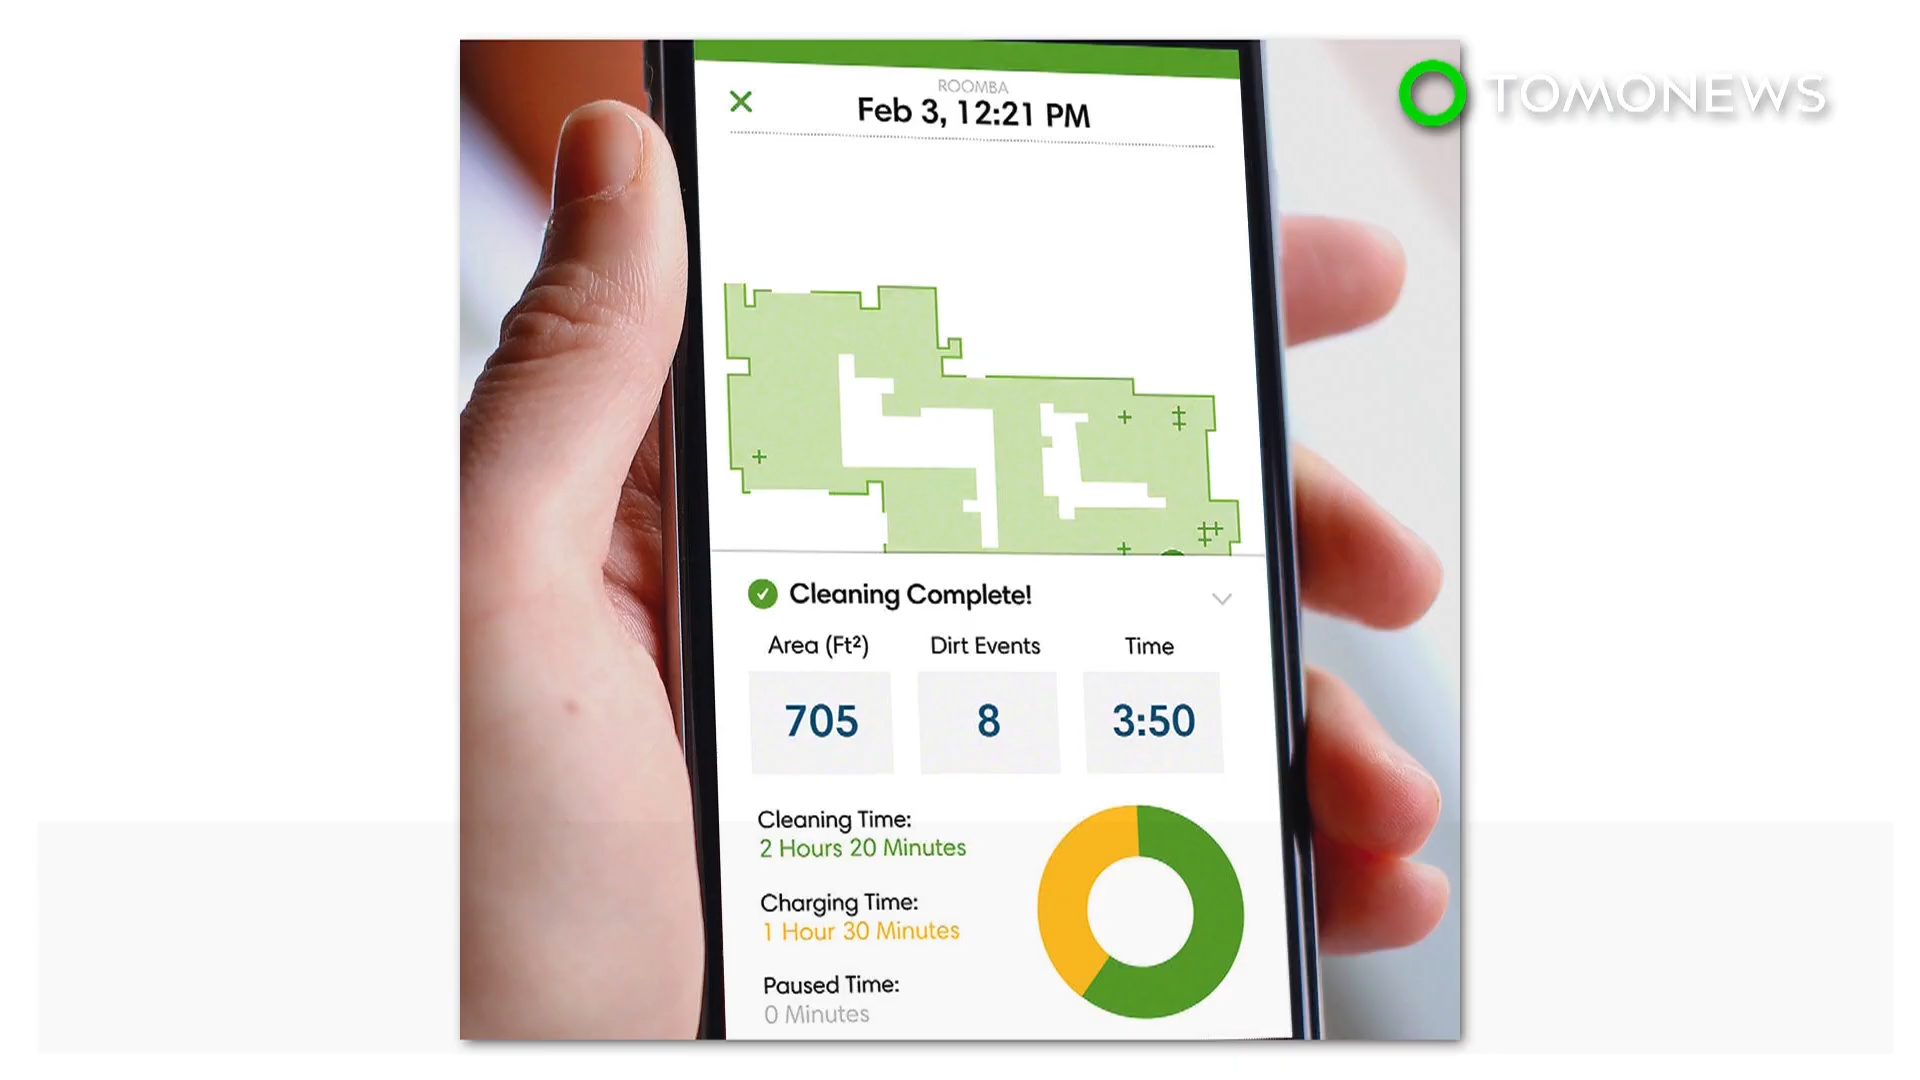 TOMONEWS
ROOMBA
Feb 3, 12:21 PM
Cleaning Complete!
Area (Ft²) Dirt Events Time
705 8 3:50
Cleaning Time:
2 Hours 20 Minutes
Charging Time:
1 Hour 30 Minutes
Paused Time:
0 Minutes